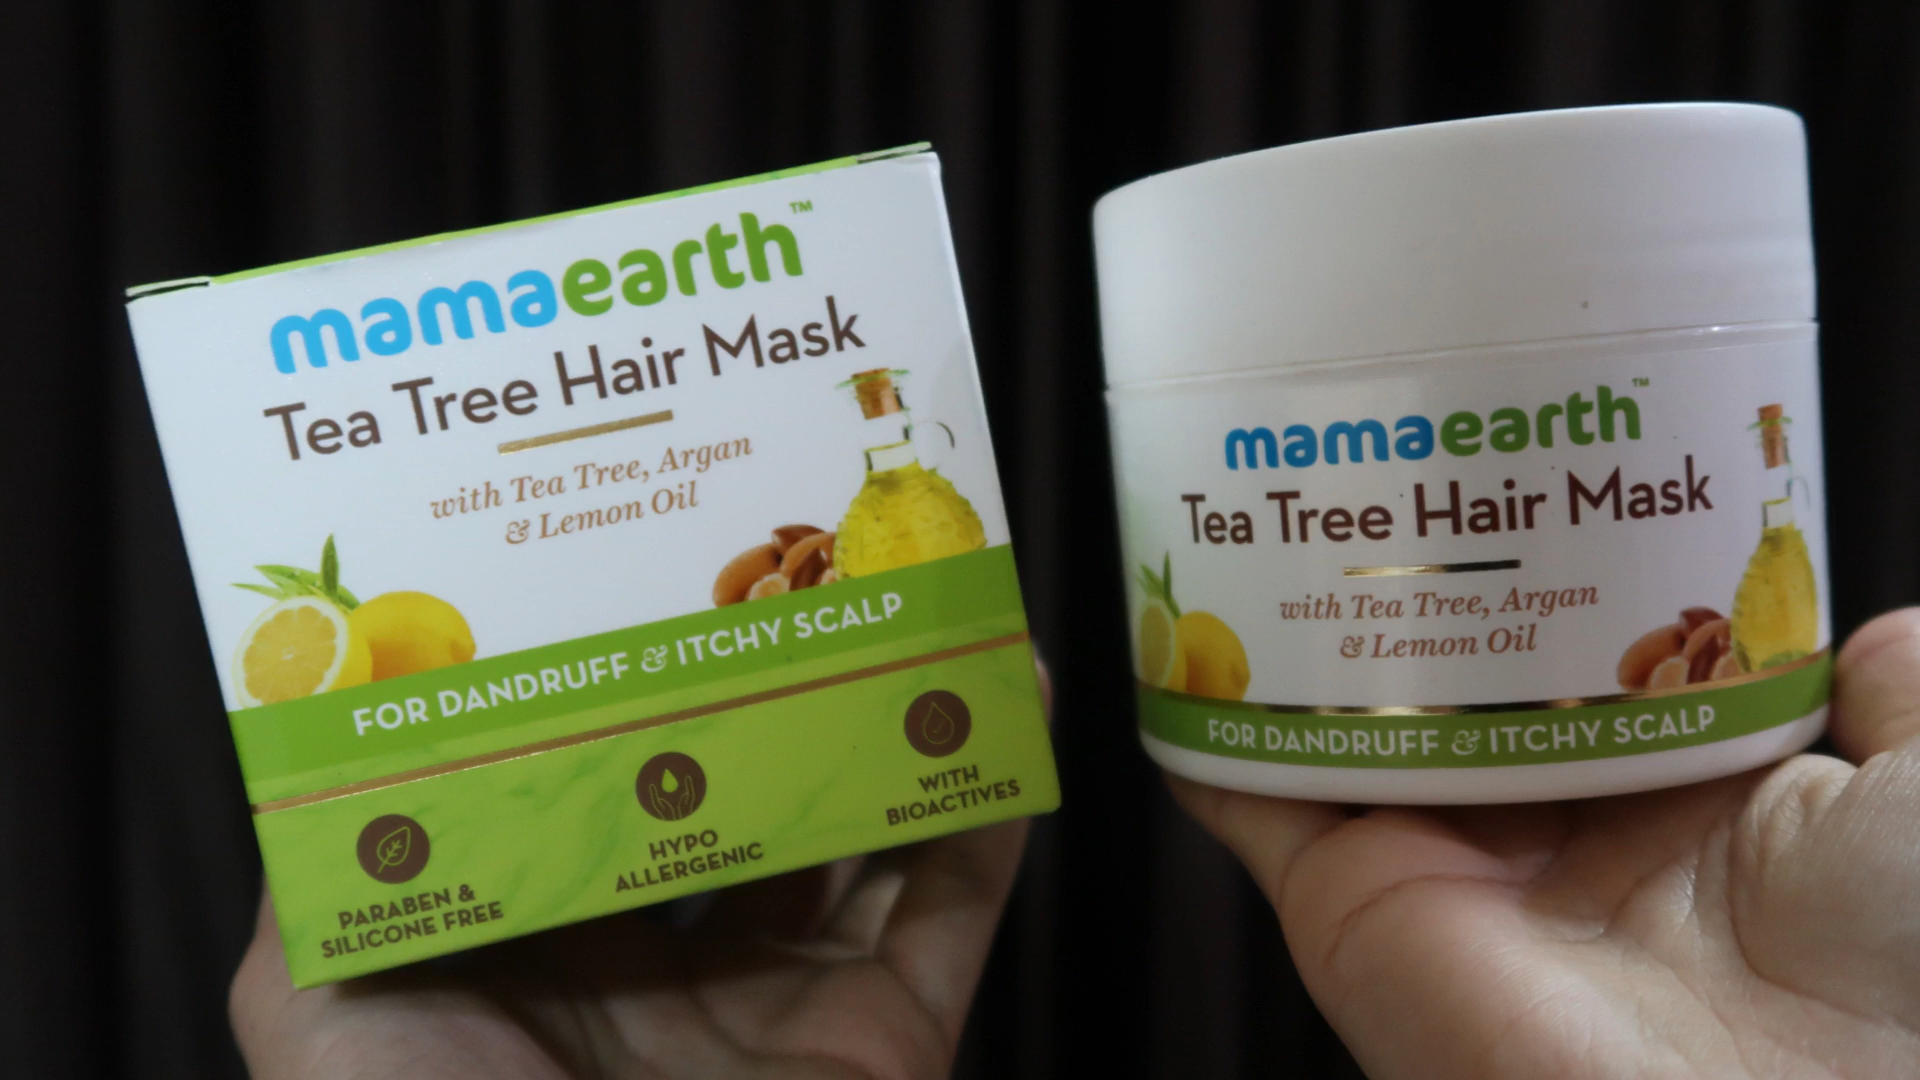 mamaearth™
Tea Tree Hair Mask
with Tea Tree, Argan
& Lemon Oil
FOR DANDRUFF & ITCHY SCALP
PARABEN &
SILICONE FREE
HYPO
ALLERGENIC
WITH
BIOACTIVES
mamaearth™
Tea Tree Hair Mask
with Tea Tree, Argan
& Lemon Oil
FOR DANDRUFF & ITCHY SCALP